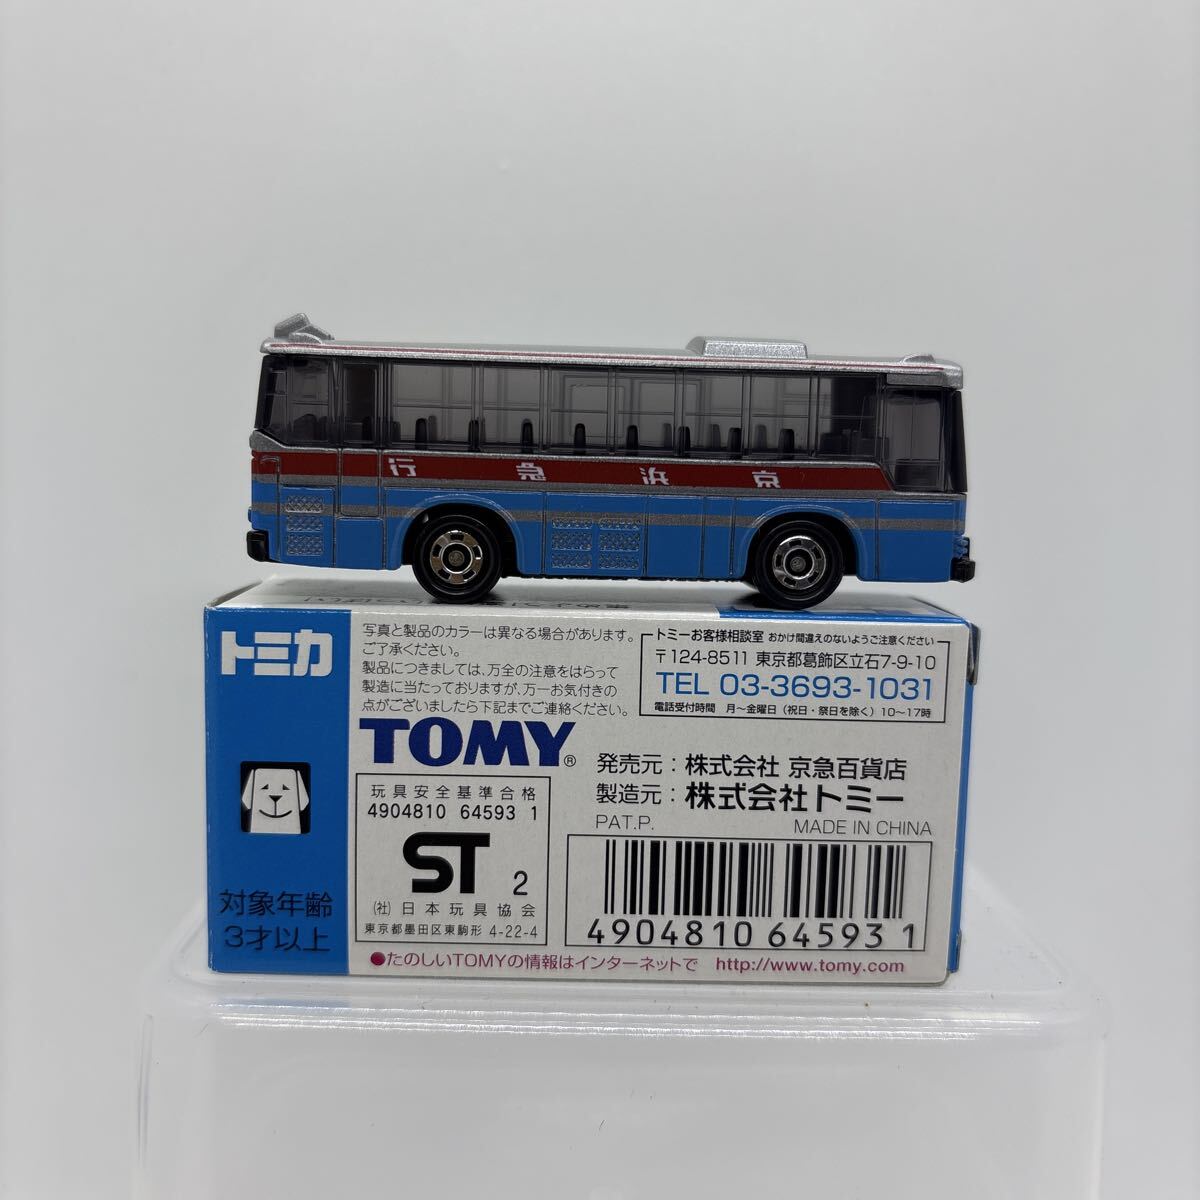 行急浜京
トミカ
対象年齢
3才以上
写真と製品のカラーは異なる場合があります。
ご了承ください。
製品につきましては、万全の注意をはらって
製造に当たっておりますが、万一お気付きの
点がございましたら下記までご連絡ください。
トミーお客様相談室 おかけ間違えのないようご注意ください
〒124-8511 東京都葛飾区立石7-9-10
TEL 03-3693-1031
電話受付時間 月〜金曜日（祝日・祭日を除く）10〜17時
TOMY®
発売元：株式会社 京急百貨店
製造元：株式会社トミー
PAT.P. MADE IN CHINA
玩具安全基準合格
4904810 64593 1
ST 2
(社) 日本玩具協会
東京都墨田区東駒形 4-22-4
4904810 645931
●たのしいTOMYの情報はインターネットで http://www.tomy.com